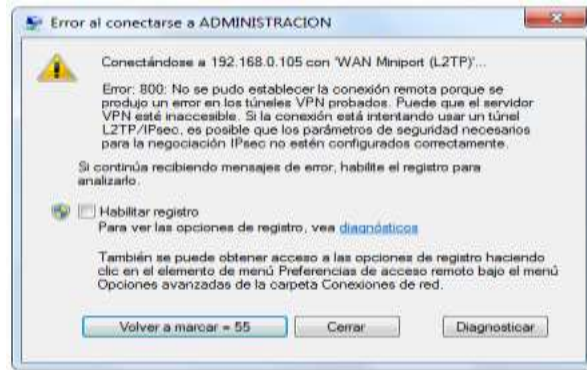 Error al conectarse a ADMINISTRACION
Conectándose a 192.168.0.105 con 'WAN Miniport (L2TP)'...
Error: 800: No se pudo establecer la conexión remota porque se
produjo un error en los túneles VPN probados. Puede que el servidor
VPN esté inaccesible. Si la conexión está intentando usar un túnel
L2TP/IPsec, es posible que los parámetros de seguridad necesarios
para la negociación IPsec no estén configurados correctamente.
Si continúa recibiendo mensajes de error, habilite el registro para
analizarlo.
Habilitar registro
Para ver las opciones de registro, vea diagnósticos
También se puede obtener acceso a las opciones de registro haciendo
clic en el elemento de menú Preferencias de acceso remoto bajo el menú
Opciones avanzadas de la carpeta Conexiones de red.
Volver a marcar = 55
Cerrar
Diagnosticar